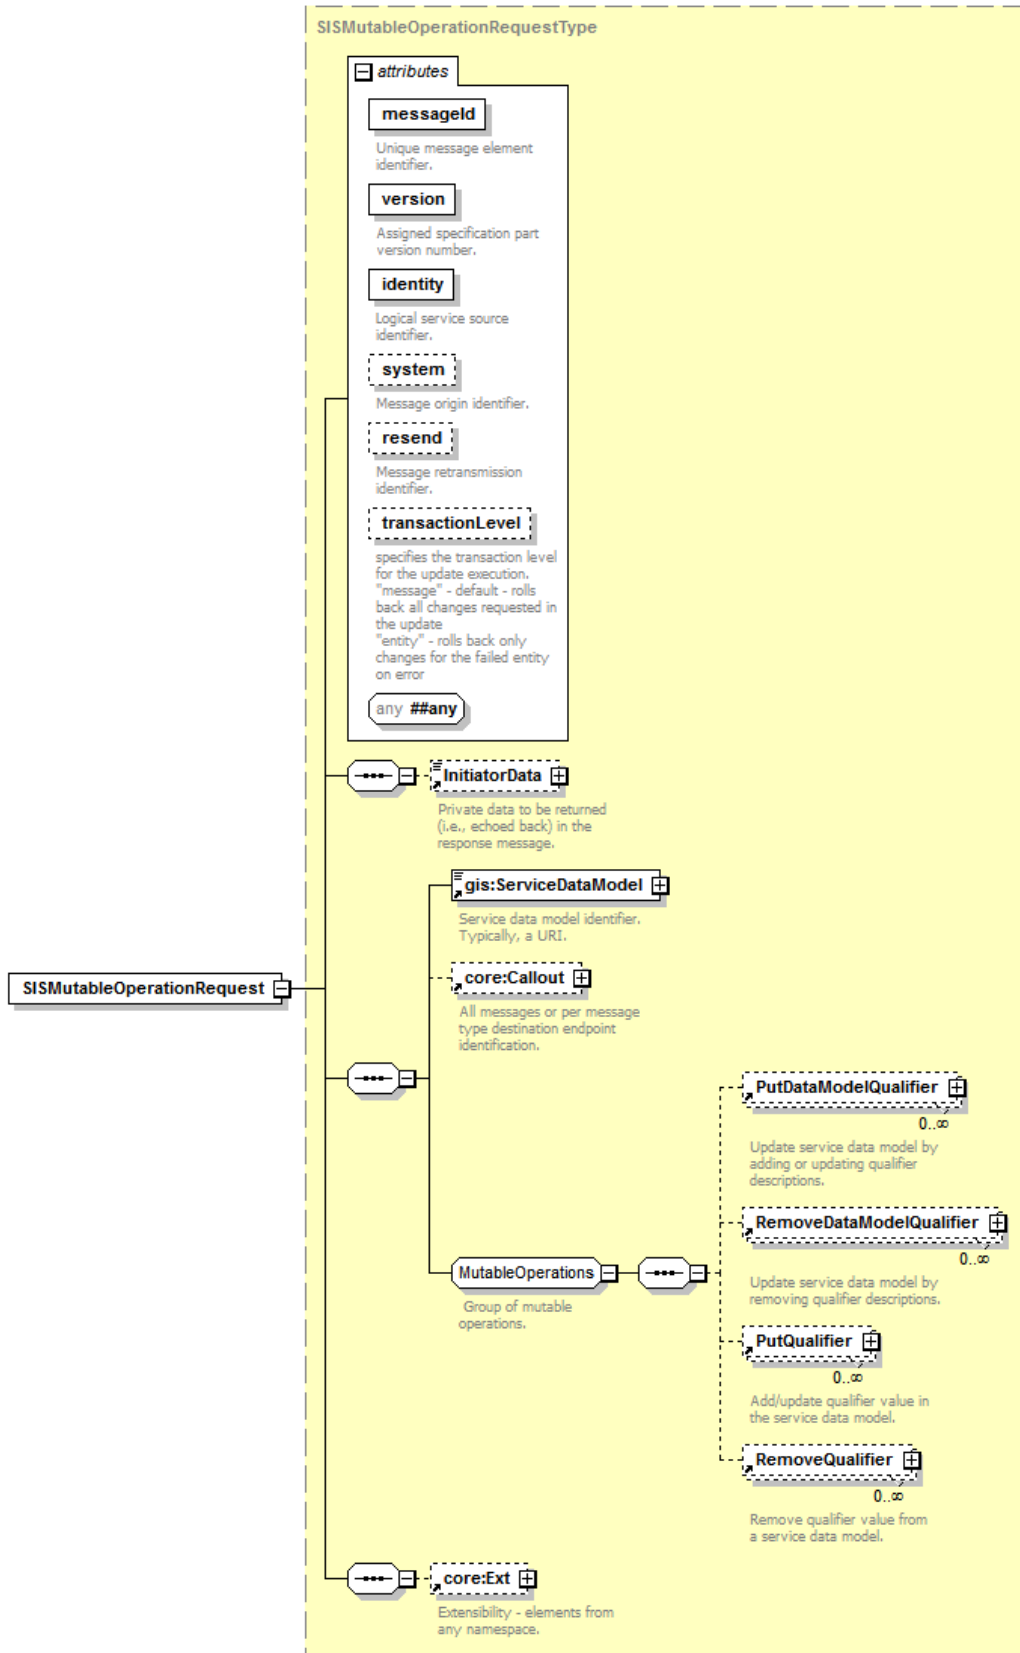 SISMutableOperationRequestType
attributes
messageId
Unique message element
identifier.
version
Assigned specification part
version number.
identity
Logical service source
identifier.
system
Message origin identifier.
resend
Message retransmission
identifier.
transactionLevel
specifies the transaction level
for the update execution.
"message" - default - rolls
back all changes requested in
the update
"entity" - rolls back only
changes for the failed entity
on error
any ##any
InitiatorData
Private data to be returned
(i.e., echoed back) in the
response message.
gis:ServiceDataModel
Service data model identifier.
Typically, a URI.
core:Callout
All messages or per message
type destination endpoint
identification.
SISMutableOperationRequest
PutDataModelQualifier
0..∞
Update service data model by
adding or updating qualifier
descriptions.
RemoveDataModelQualifier
0..∞
Update service data model by
removing qualifier descriptions.
MutableOperations
Group of mutable
operations.
PutQualifier
0..∞
Add/update qualifier value in
the service data model.
RemoveQualifier
0..∞
Remove qualifier value from
a service data model.
core:Ext
Extensibility - elements from
any namespace.